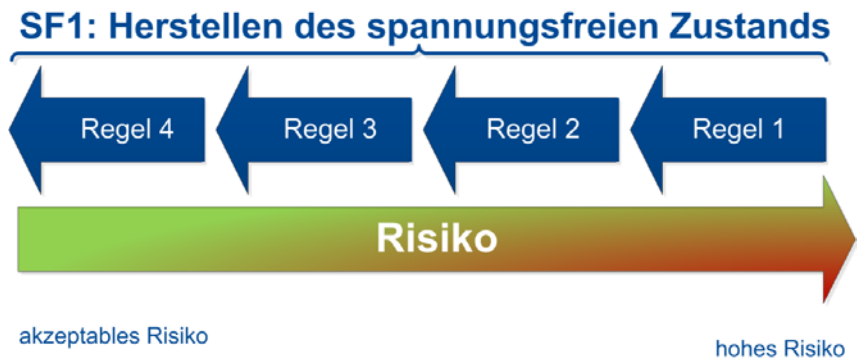 SF1: Herstellen des spannungsfreien Zustands
Regel 4 Regel 3 Regel 2 Regel 1
Risiko
akzeptables Risiko
hohes Risiko